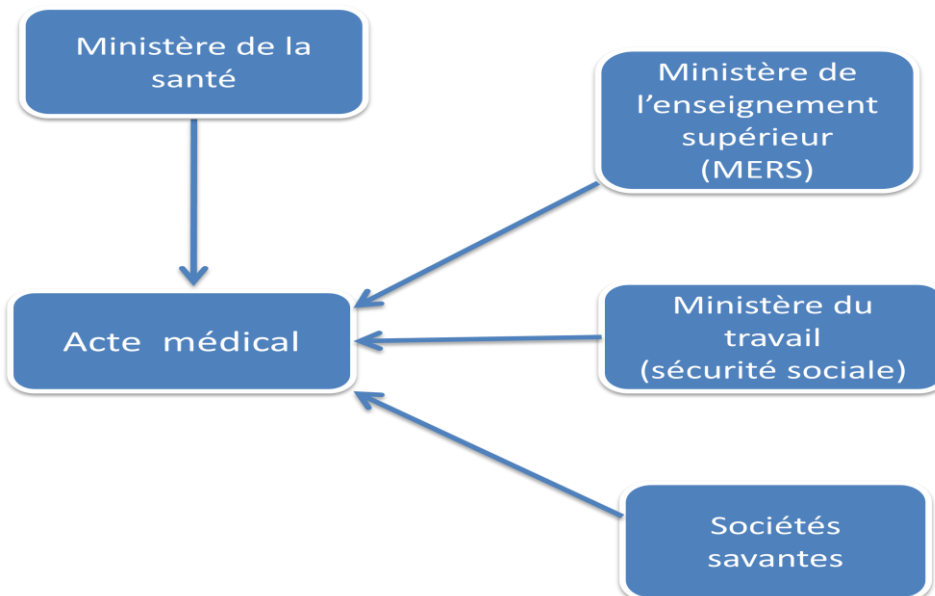 Ministère de la
santé
Ministère de
l’enseignement
supérieur
(MERS)
Acte médical
Ministère du
travail
(sécurité sociale)
Sociétés
savantes